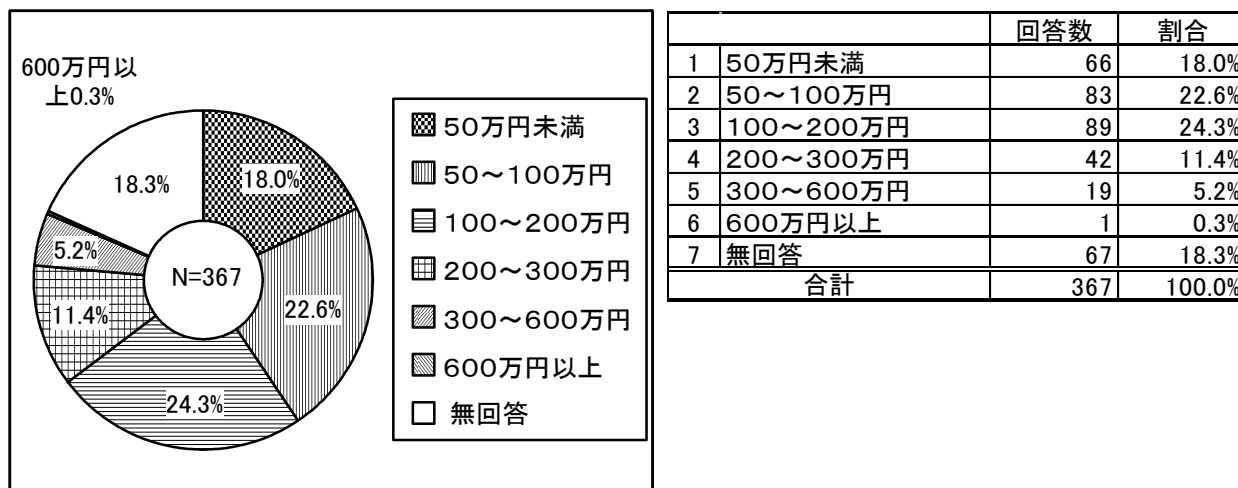 600万円以
上0.3%
18.3%
18.0%
5.2%
N=367
11.4%
22.6%
24.3%
50万円未満
50～100万円
100～200万円
200～300万円
300～600万円
600万円以上
無回答
回答数 割合
1 50万円未満 66 18.0%
2 50～100万円 83 22.6%
3 100～200万円 89 24.3%
4 200～300万円 42 11.4%
5 300～600万円 19 5.2%
6 600万円以上 1 0.3%
7 無回答 67 18.3%
合計 367 100.0%